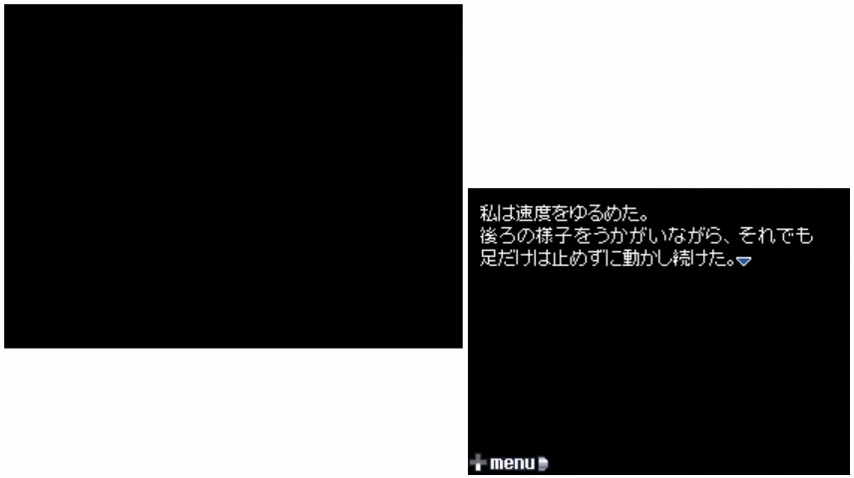 私は速度をゆるめた。
後ろの様子をうかがいながら、それでも
足だけは止めずに動かし続けた。
menu